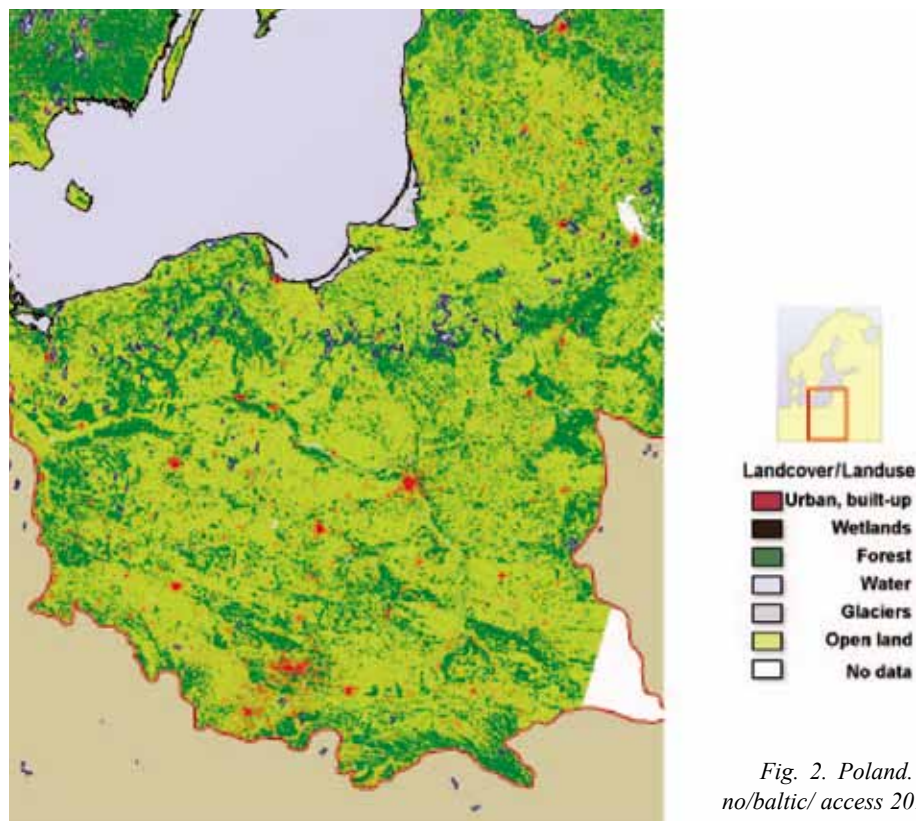 Landcover/Landuse
Urban, built-up
Wetlands
Forest
Water
Glaciers
Open land
No data
Fig. 2. Poland.
no/baltic/ access 20